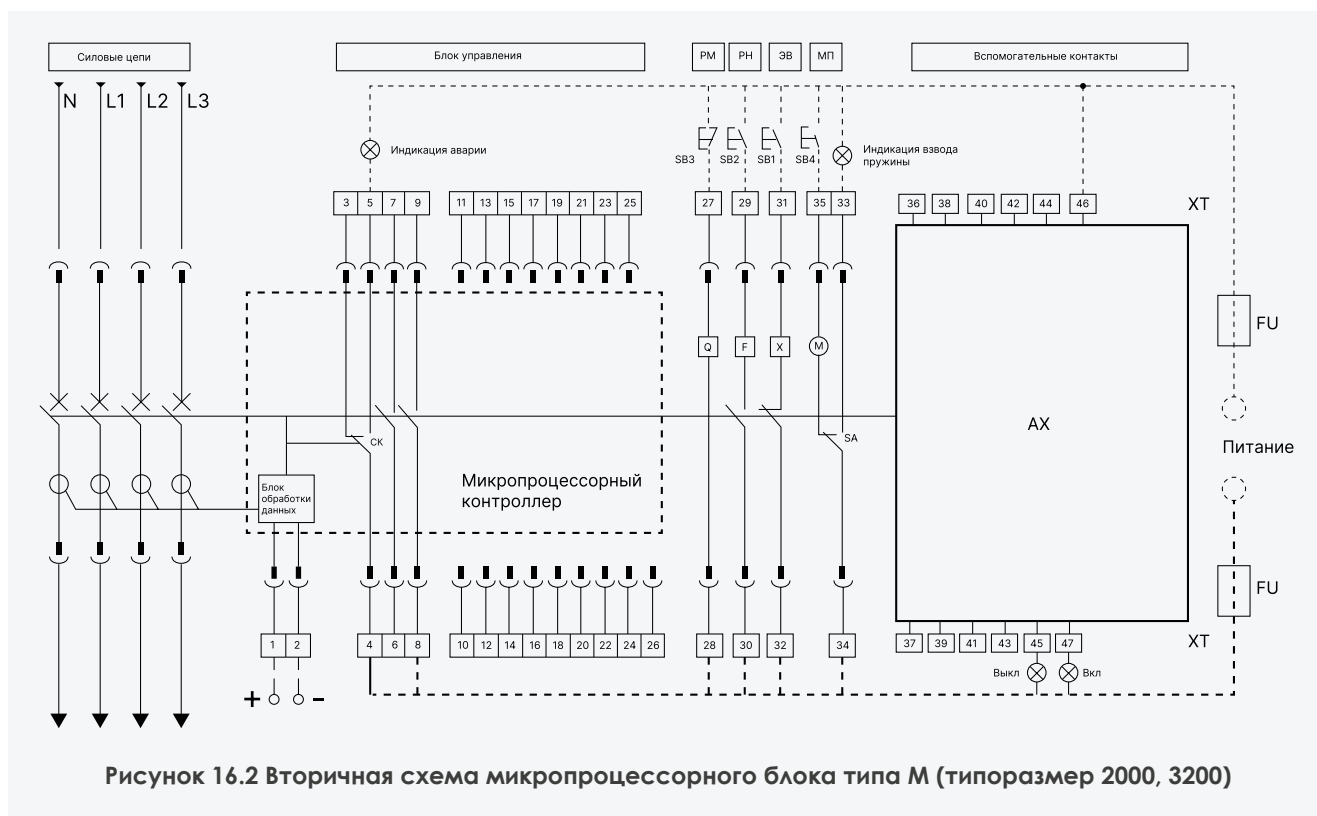 Силовые цепи
Блок управления
РМ РН ЭВ МП
Вспомогательные контакты
N L1 L2 L3
Индикация аварии
SB3 SB2 SB1 SB4
Индикация взвода
пружины
3 5 7 9 11 13 15 17 19 21 23 25 27 29 31 35 33 36 38 40 42 44 46 XT
FU
Q F X M
СК
SA
AX
Питание
Микропроцессорный
контроллер
Блок
обработки
данных
FU
1 2 4 6 8 10 12 14 16 18 20 22 24 26 28 30 32 34 37 39 41 43 45 47 XT
Выкл Вкл
+ −
Рисунок 16.2 Вторичная схема микропроцессорного блока типа М (типоразмер 2000, 3200)